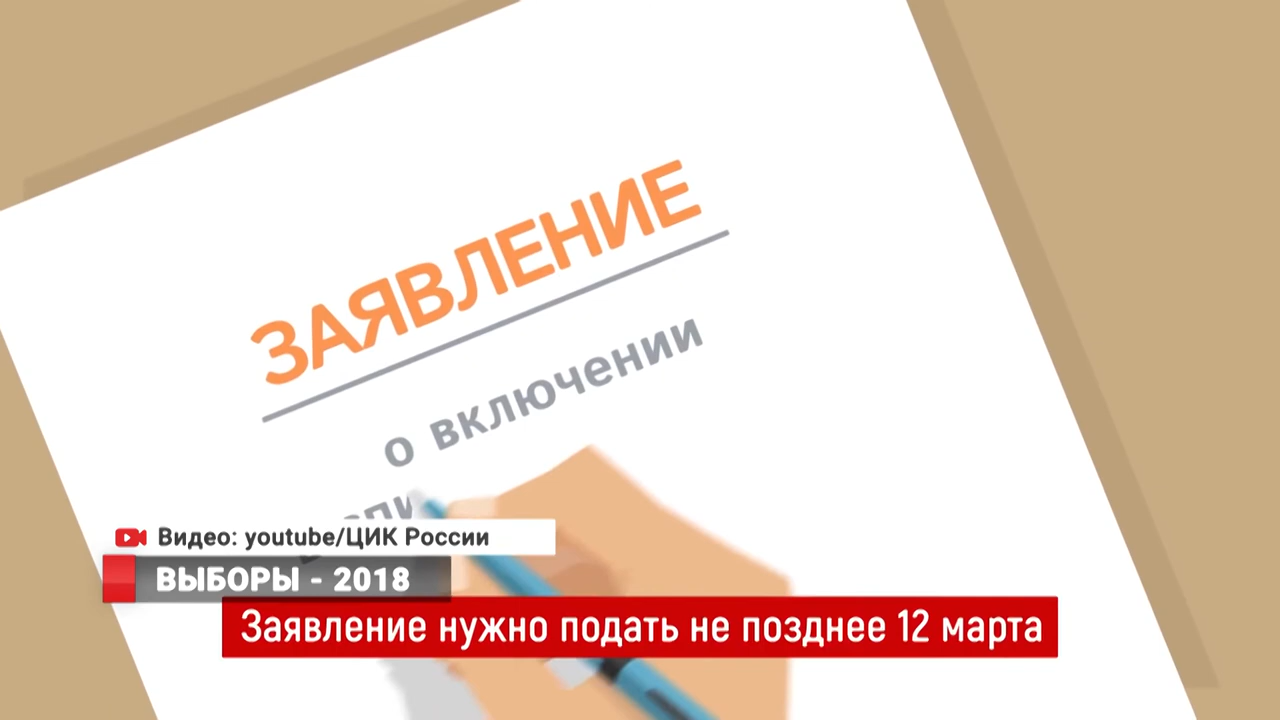 ЗАЯВЛЕНИЕ
о включении
Видео: youtube/ЦИК России
ВЫБОРЫ - 2018
Заявление нужно подать не позднее 12 марта